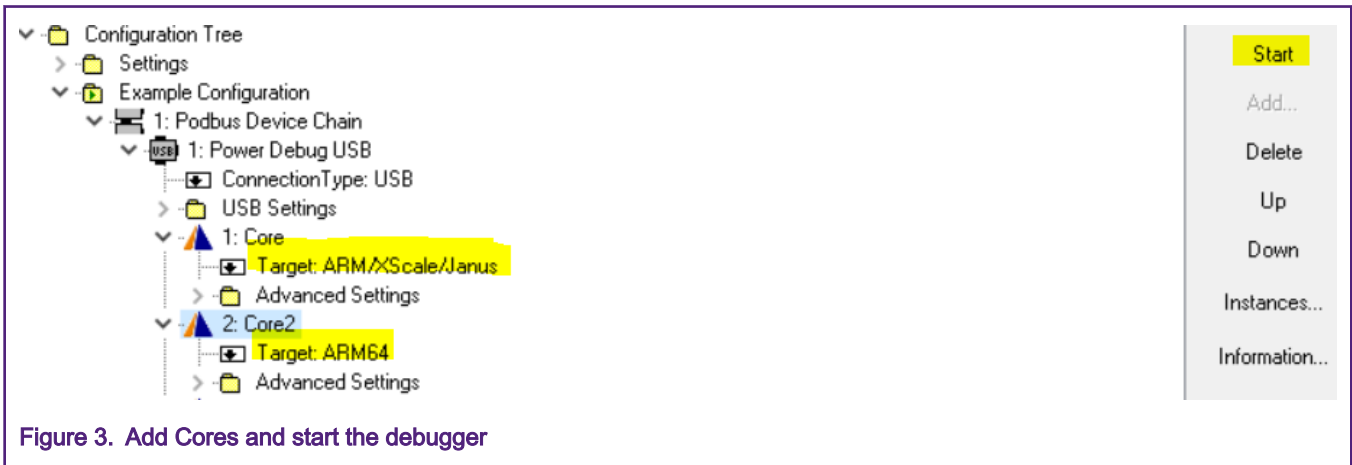 Configuration Tree
Settings
Example Configuration
1: Podbus Device Chain
USB 1: Power Debug USB
ConnectionType: USB
USB Settings
1: Core
Target: ARM/XScale/Janus
Advanced Settings
2: Core2
Target: ARM64
Advanced Settings
Start
Add...
Delete
Up
Down
Instances...
Information...
Figure 3. Add Cores and start the debugger